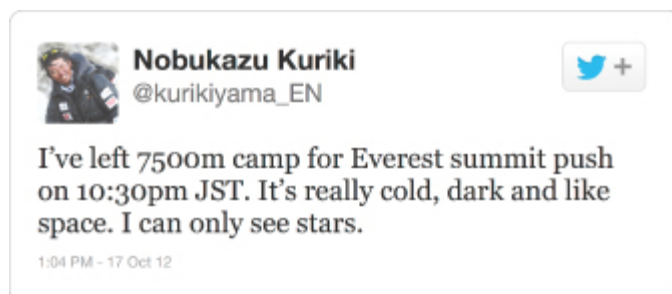 Nobukazu Kuriki
@kurikiyama_EN
+
I’ve left 7500m camp for Everest summit push
on 10:30pm JST. It’s really cold, dark and like
space. I can only see stars.
1:04 PM - 17 Oct 12